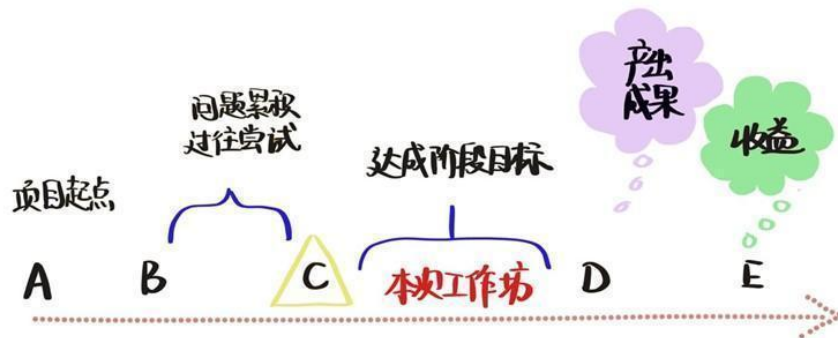 产出
成果
收益
问题累积
过往尝试
达成阶段目标
项目起点
A B C 本次工作坊 D E